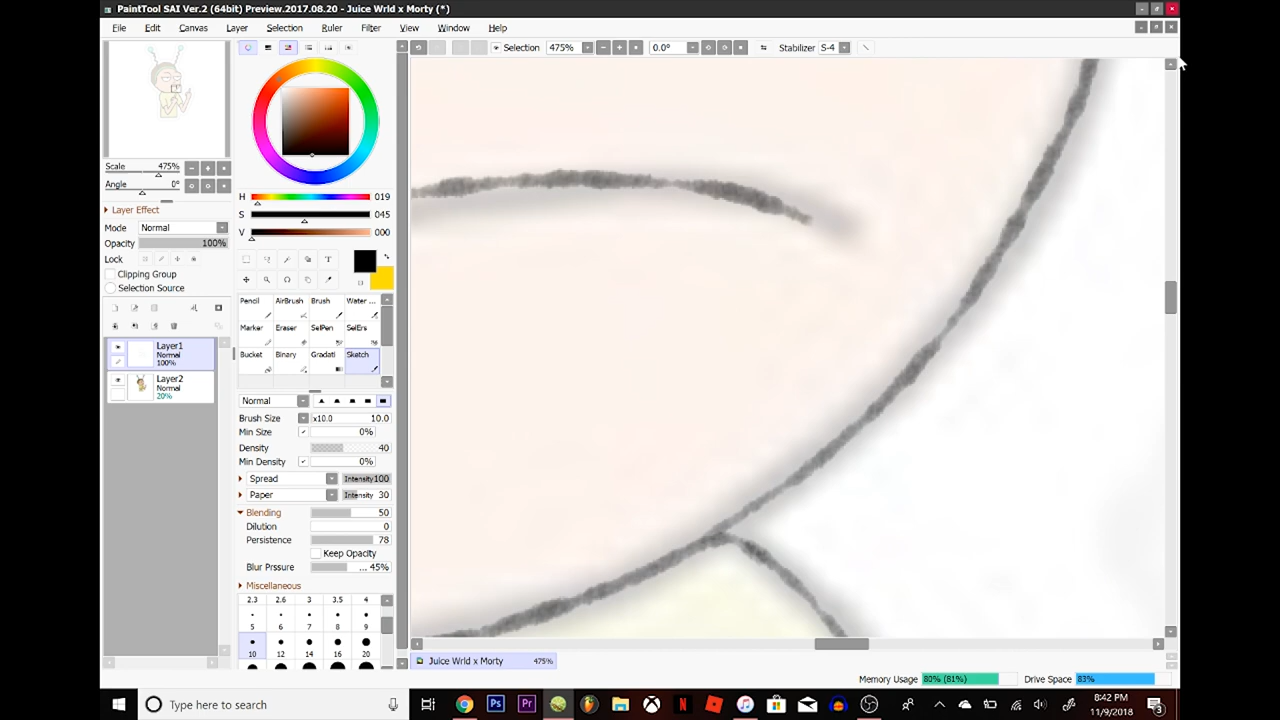 PaintTool SAI Ver.2 (64bit) Preview.2017.08.20 - Juice Wrld x Morty (*)
File Edit Canvas Layer Selection Ruler Filter View Window Help
Selection 475% 0.0° Stabilizer S-4
Scale 475%
Angle 0°
Layer Effect
Mode Normal
Opacity 100%
Lock
Clipping Group
Selection Source
Layer1
Normal
100%
Layer2
Normal
20%
H 019
S 045
V 000
T
Pencil AirBrush Brush Water ...
Marker Eraser SelPen SelErs
Bucket Binary Gradati Sketch
Normal
Brush Size x10.0 10.0
Min Size 0%
Density 40
Min Density 0%
Spread Intensity 100
Paper Intensity 30
Blending 50
Dilution 0
Persistence 78
Keep Opacity
Blur Prssure ... 45%
Miscellaneous
2.3 2.6 3 3.5 4
5 6 7 8 9
10 12 14 16 20
Juice Wrld x Morty 475%
Memory Usage 80% (81%) Drive Space 83%
Type here to search
Ps Pr N
8:42 PM
11/9/2018
3